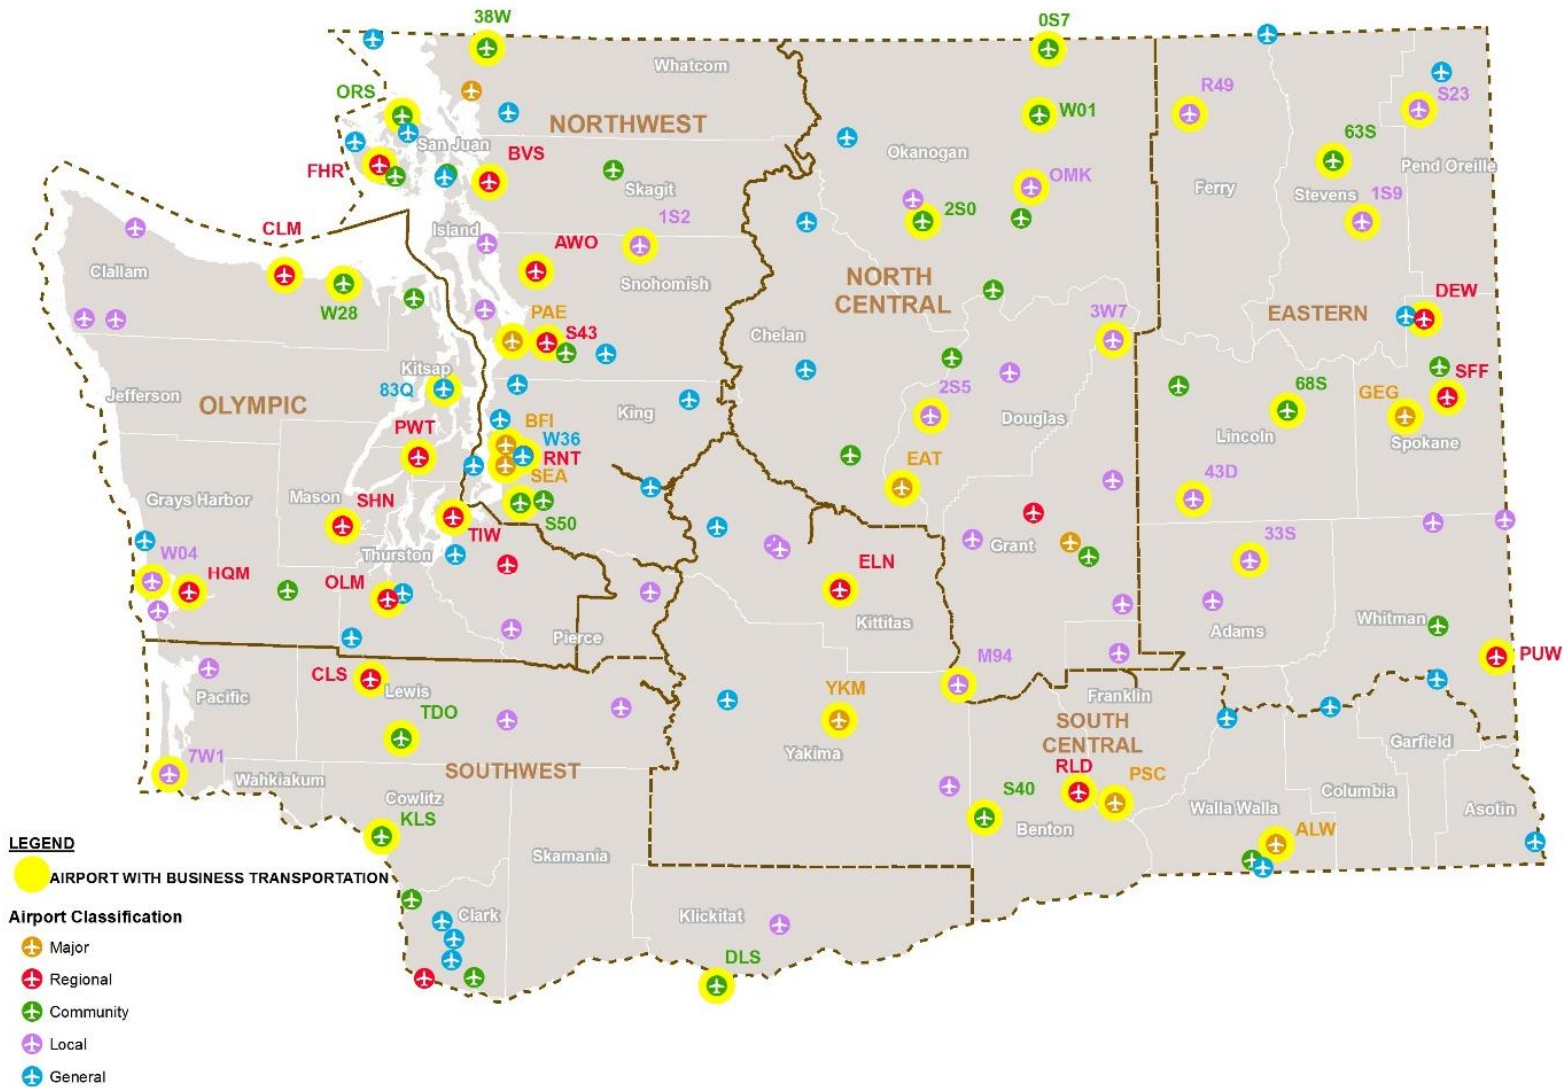 38W
0S7
Whatcom
R49
S23
ORS
W01
NORTHWEST
63S
San Juan
BVS
Okanogan
Pend Oreille
FHR
OMK
Skagit
Ferry
Stevens
1S9
1S2
2S0
CLM
Island
AWO
Clallam
NORTH
CENTRAL
Snohomish
DEW
W28
PAE
3W7
EASTERN
S43
Chelan
Kitsap
SFF
83Q
2S5
68S
GEG
Jefferson
OLYMPIC
King
Douglas
PWT
BFI
W36
Lincoln
Spokane
RNT
EAT
SEA
43D
Grays Harbor
Mason
SHN
S50
TIW
33S
W04
Thurston
Grant
HQM
OLM
ELN
Kittitas
Whitman
Pierce
Adams
PUW
M94
CLS
Lewis
YKM
Pacific
TDO
Franklin
SOUTH
CENTRAL
7W1
SOUTHWEST
Yakima
Garfield
Wahkiakum
RLD
PSC
Cowlitz
S40
Columbia
KLS
Walla Walla
Asotin
Benton
ALW
LEGEND
Skamania
AIRPORT WITH BUSINESS TRANSPORTATION
Airport Classification
Clark
Klickitat
Major
DLS
Regional
Community
Local
General